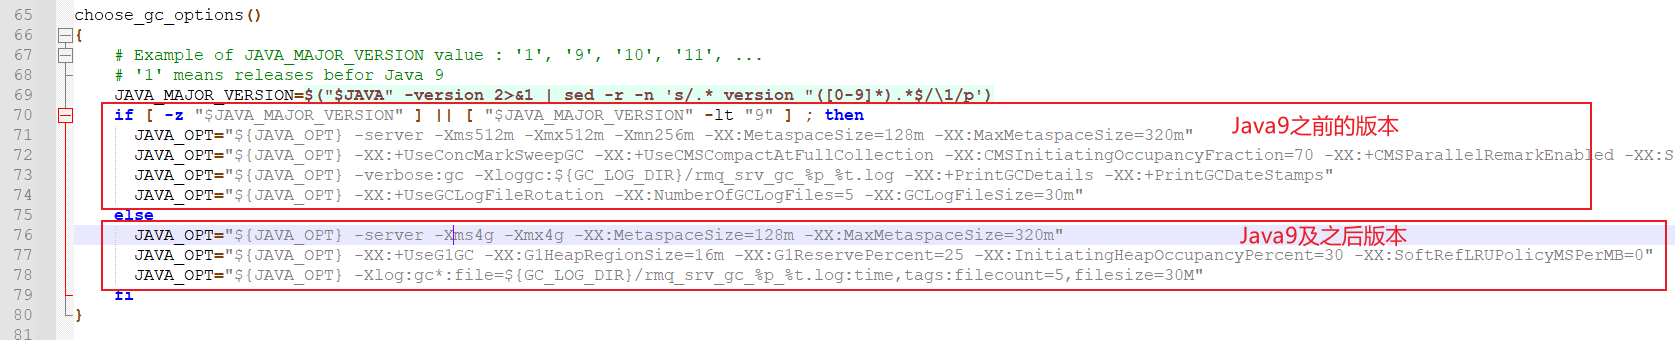 65 choose_gc_options()
66 {
67 # Example of JAVA_MAJOR_VERSION value : '1', '9', '10', '11', ...
68 # '1' means releases befor Java 9
69 JAVA_MAJOR_VERSION=$("$JAVA" -version 2>&1 | sed -r -n 's/.* version "([0-9]*).*$/\1/p')
70 if [ -z "$JAVA_MAJOR_VERSION" ] || [ "$JAVA_MAJOR_VERSION" -lt "9" ] ; then
71 JAVA_OPT="${JAVA_OPT} -server -Xms512m -Xmx512m -Xmn256m -XX:MetaspaceSize=128m -XX:MaxMetaspaceSize=320m" Java9之前的版本
72 JAVA_OPT="${JAVA_OPT} -XX:+UseConcMarkSweepGC -XX:+UseCMSCompactAtFullCollection -XX:CMSInitiatingOccupancyFraction=70 -XX:+CMSParallelRemarkEnabled -XX:S
73 JAVA_OPT="${JAVA_OPT} -verbose:gc -Xloggc:${GC_LOG_DIR}/rmq_srv_gc_%p_%t.log -XX:+PrintGCDetails -XX:+PrintGCDateStamps"
74 JAVA_OPT="${JAVA_OPT} -XX:+UseGCLogFileRotation -XX:NumberOfGCLogFiles=5 -XX:GCLogFileSize=30m"
75 else
76 JAVA_OPT="${JAVA_OPT} -server -Xms4g -Xmx4g -XX:MetaspaceSize=128m -XX:MaxMetaspaceSize=320m" Java9及之后版本
77 JAVA_OPT="${JAVA_OPT} -XX:+UseG1GC -XX:G1HeapRegionSize=16m -XX:G1ReservePercent=25 -XX:InitiatingHeapOccupancyPercent=30 -XX:SoftRefLRUPolicyMSPerMB=0"
78 JAVA_OPT="${JAVA_OPT} -Xlog:gc*:file=${GC_LOG_DIR}/rmq_srv_gc_%p_%t.log:time,tags:filecount=5,filesize=30M"
79 fi
80 }
81